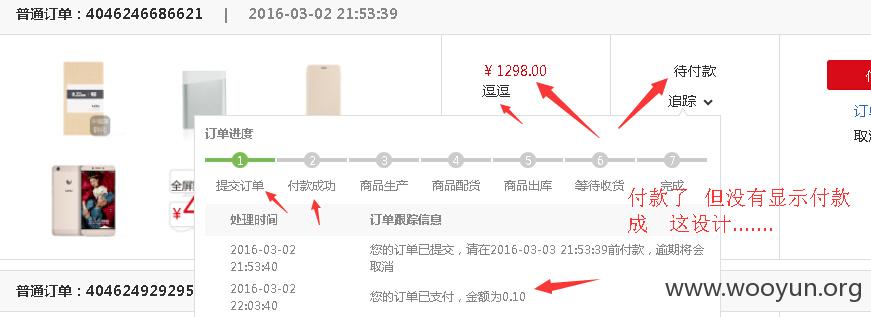 普通订单：4046246686621 | 2016-03-02 21:53:39
¥ 1298.00
逗逗
待付款
追踪
付
订单
取消
订单进度
1 2 3 4 5 6 7
提交订单 付款成功 商品生产 商品配货 商品出库 等待收货 完成
全屏
¥4
处理时间 订单跟踪信息
2016-03-02 21:53:40
您的订单已提交，请在2016-03-03 21:53:39前付款，逾期将会
取消
2016-03-02 22:03:40
您的订单已支付，金额为0.10
付款了 但没有显示付款
成 这设计.......
普通订单：404624929295
www.wooyun.org